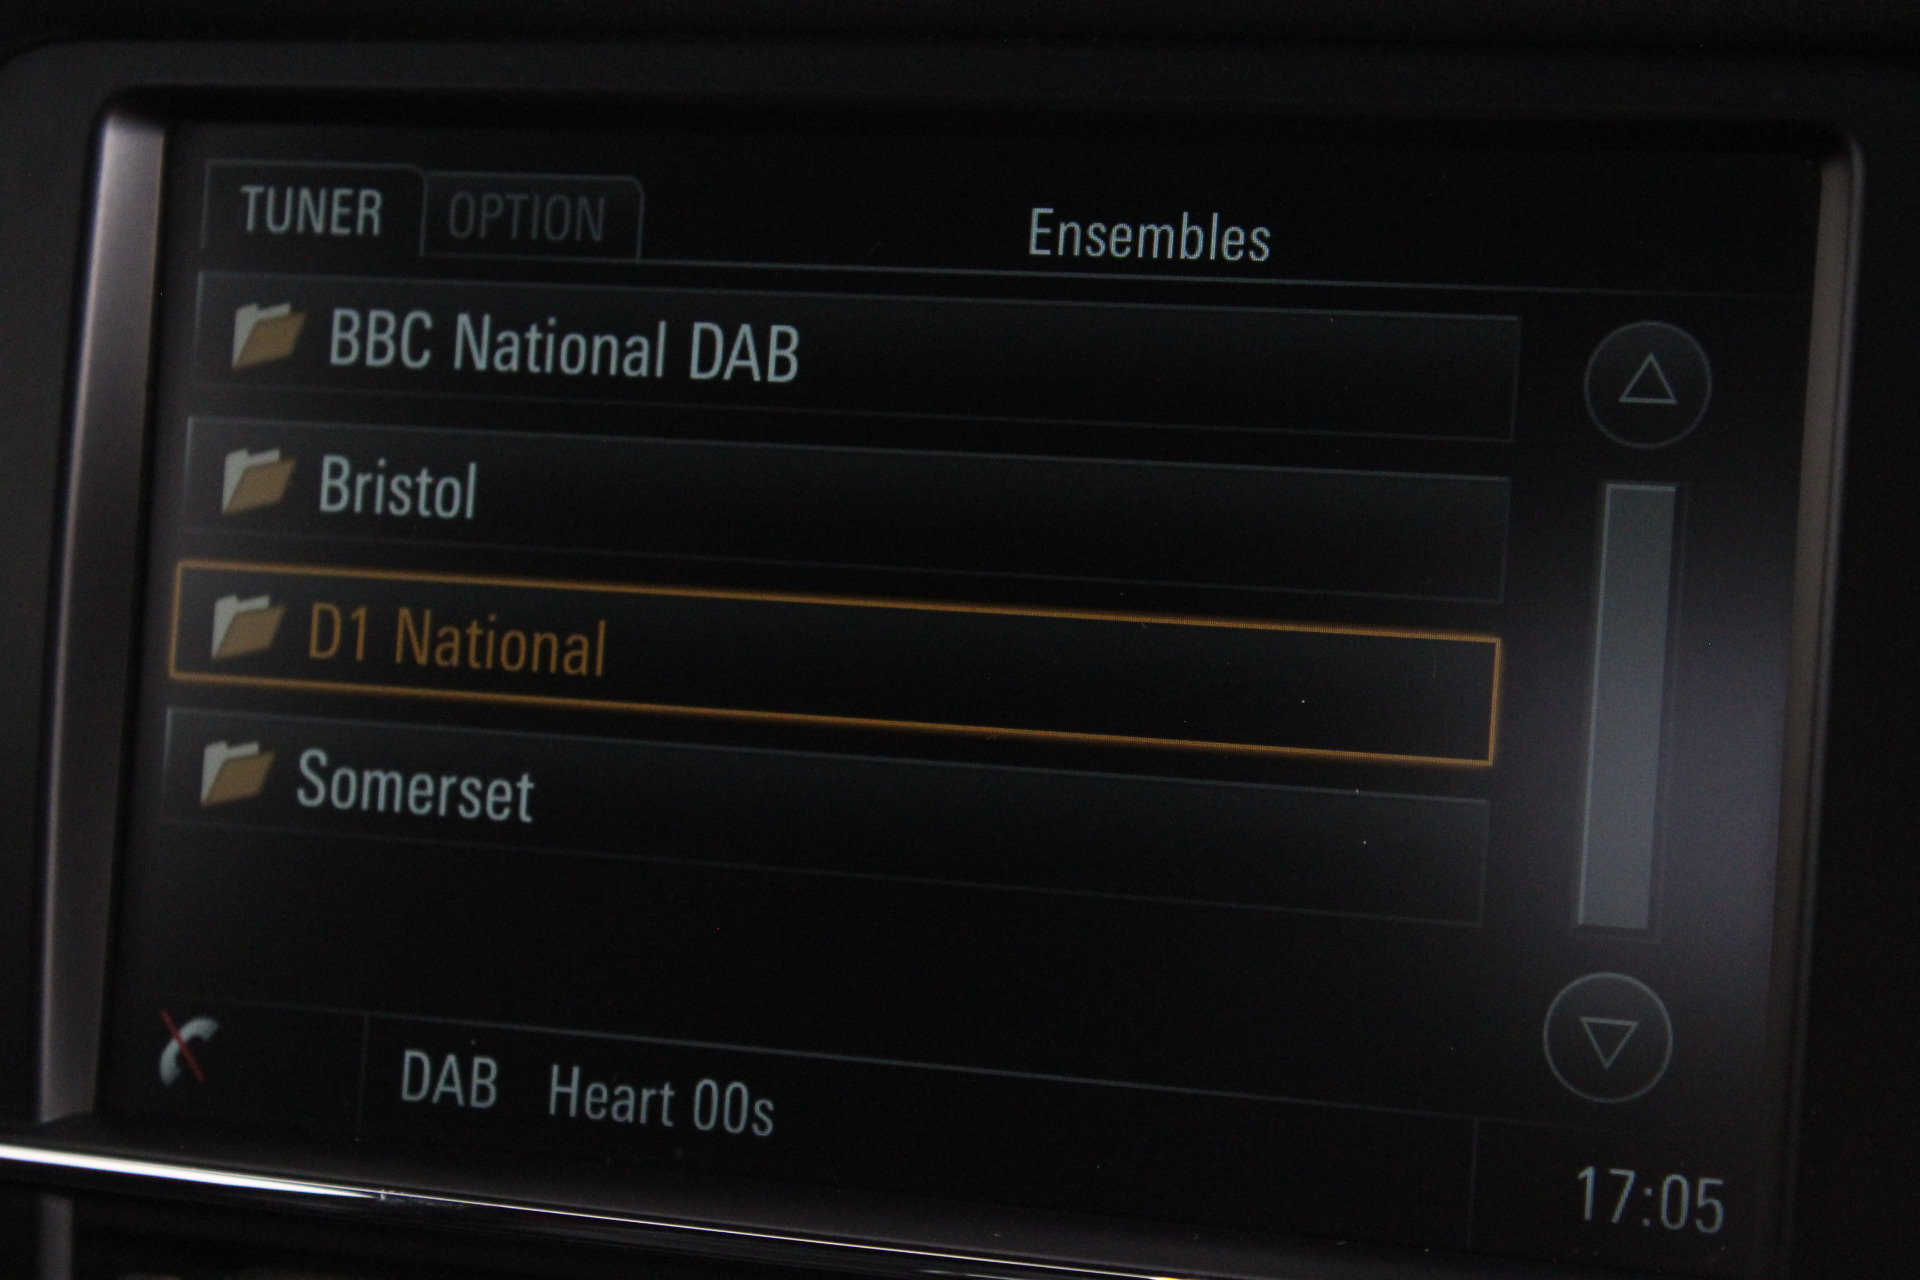 TUNER OPTION Ensembles
BBC National DAB
Bristol
D1 National
Somerset
DAB Heart 00s
17:05